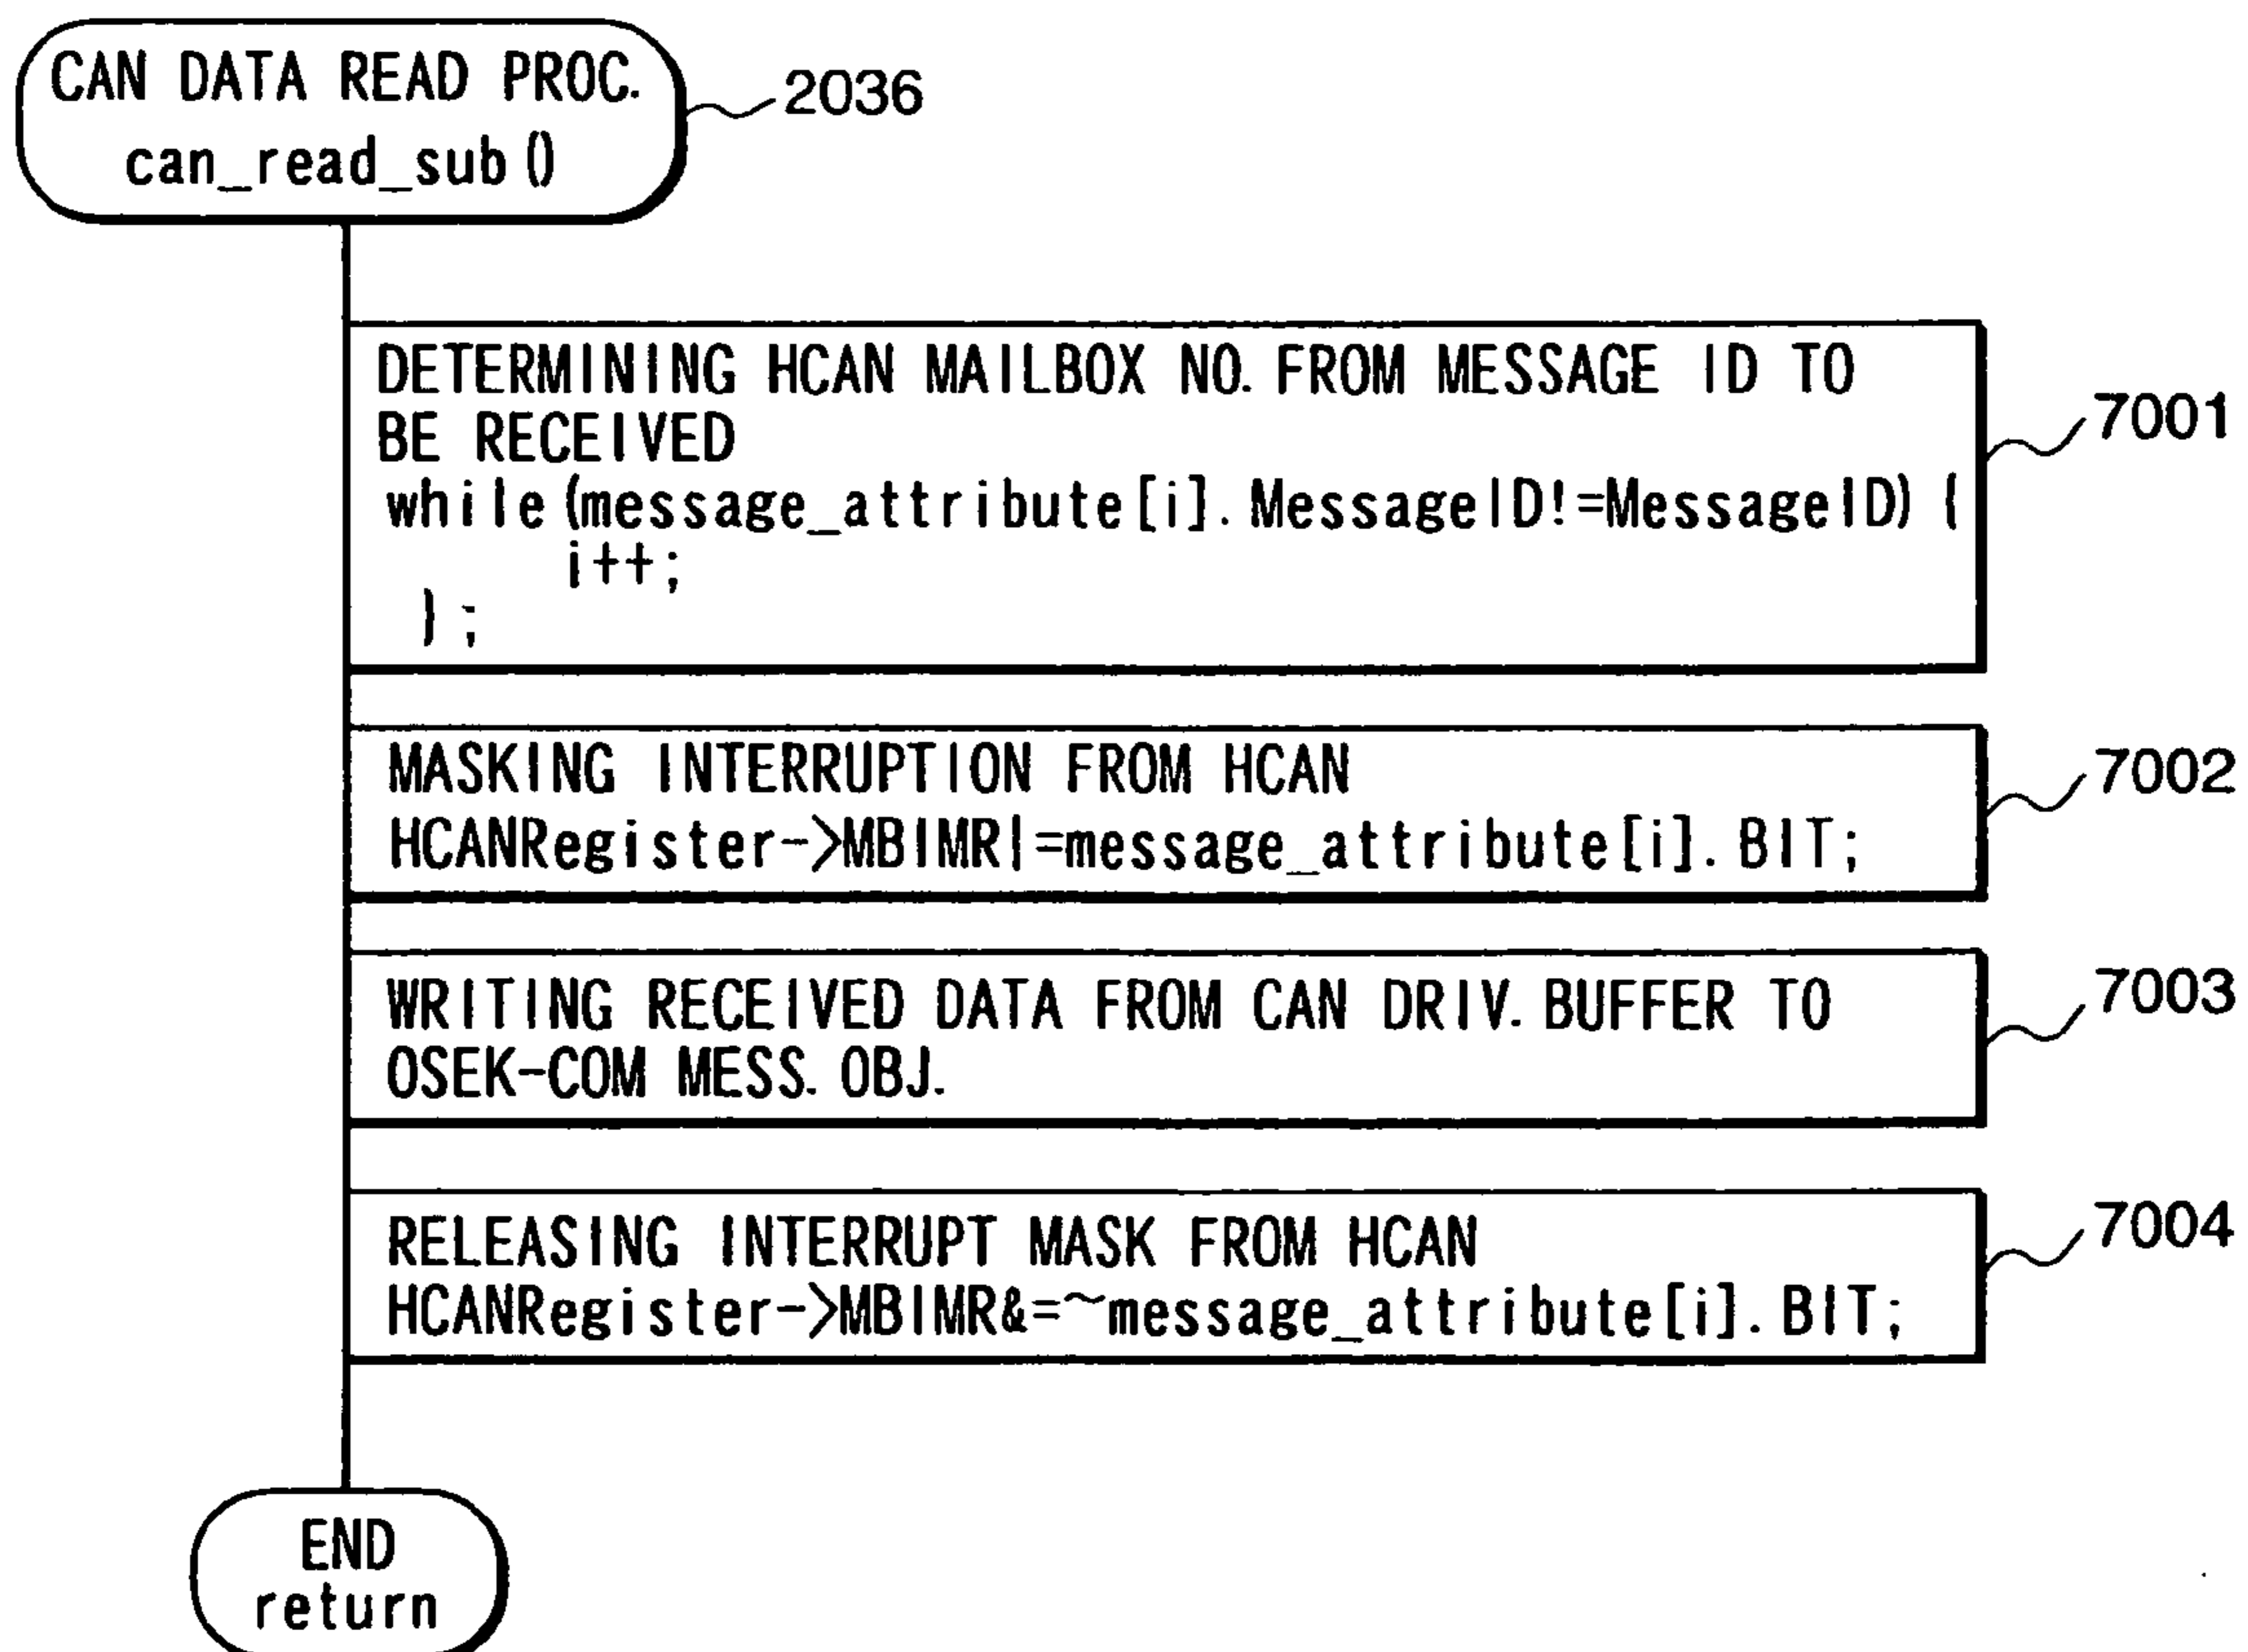 CAN DATA READ PROC.
can_read_sub()
2036
DETERMINING HCAN MAILBOX NO. FROM MESSAGE ID TO
BE RECEIVED
while(message_attribute[i].MessageID!=MessageID) {
i++;
};
7001
MASKING INTERRUPTION FROM HCAN
HCANRegister->MBIMR|=message_attribute[i].BIT;
7002
WRITING RECEIVED DATA FROM CAN DRIV. BUFFER TO
OSEK-COM MESS. OBJ.
7003
RELEASING INTERRUPT MASK FROM HCAN
HCANRegister->MBIMR&=~message_attribute[i].BIT;
7004
END
return